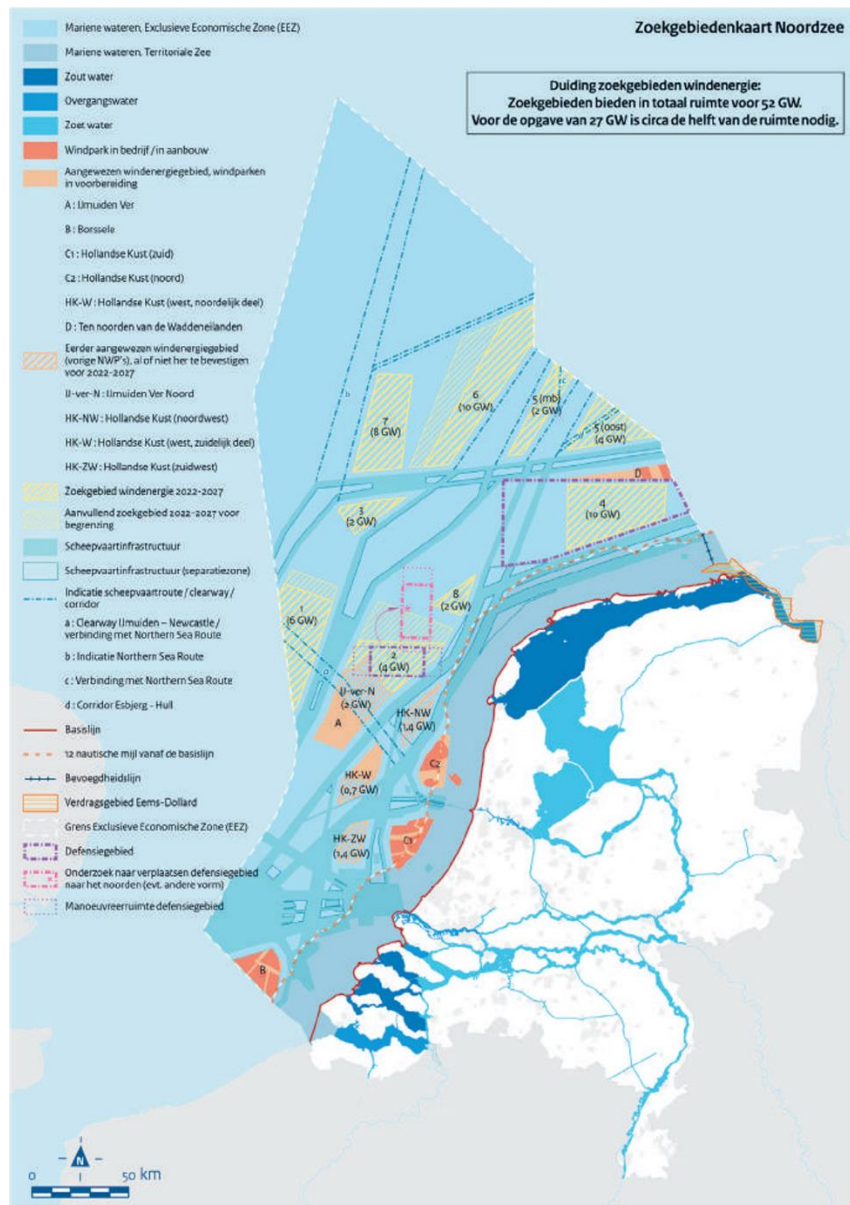 Zoekgebiedenkaart Noordzee
Duiding zoekgebieden windenergie:
Zoekgebieden bieden in totaal ruimte voor 52 GW.
Voor de opgave van 27 GW is circa de helft van de ruimte nodig.
Mariene wateren, Exclusieve Economische Zone (EEZ)
Mariene wateren, Territoriale Zee
Zout water
Overgangswater
Zoet water
Windpark in bedrijf / in aanbouw
Aangewezen windenergiegebied, windparken
in voorbereiding
A : IJmuiden Ver
B : Borssele
C1 : Hollandse Kust (zuid)
C2 : Hollandse Kust (noord)
HK-W : Hollandse Kust (west, noordelijk deel)
D : Ten noorden van de Waddeneilanden
Eerder aangewezen windenergiegebied
(vorige NWP's), al of niet her te bevestigen
voor 2022-2027
IJ-ver-N : IJmuiden Ver Noord
HK-NW : Hollandse Kust (noordwest)
HK-W : Hollandse Kust (west, zuidelijk deel)
HK-ZW : Hollandse Kust (zuidwest)
Zoekgebied windenergie 2022-2027
Aanvullend zoekgebied 2022-2027 voor
begrenzing
Scheepvaartinfrastructuur
Scheepvaartinfrastructuur (separatiezone)
Indicatie scheepvaartroute / clearway /
corridor
a : Clearway IJmuiden – Newcastle /
verbinding met Northern Sea Route
b : Indicatie Northern Sea Route
c : Verbinding met Northern Sea Route
d : Corridor Esbjerg - Hull
Basislijn
12 nautische mijl vanaf de basislijn
Bevoegdheidslijn
Verdragsgebied Eems-Dollard
Grens Exclusieve Economische Zone (EEZ)
Defensiegebied
Onderzoek naar verplaatsen defensiegebied
naar het noorden (evt. andere vorm)
Manoeuvreerruimte defensiegebied
b
c
6
(10 GW)
7
(8 GW)
5 (mb)
(2 GW)
5 (oost)
(4 GW)
D
4
(10 GW)
3
(2 GW)
8
(2 GW)
1
(6 GW)
2
(4 GW)
a
IJ-ver-N
(2 GW)
A
HK-NW
(1,4 GW)
C2
HK-W
(0,7 GW)
HK-ZW
(1,4 GW)
C1
B
N
0
50 km